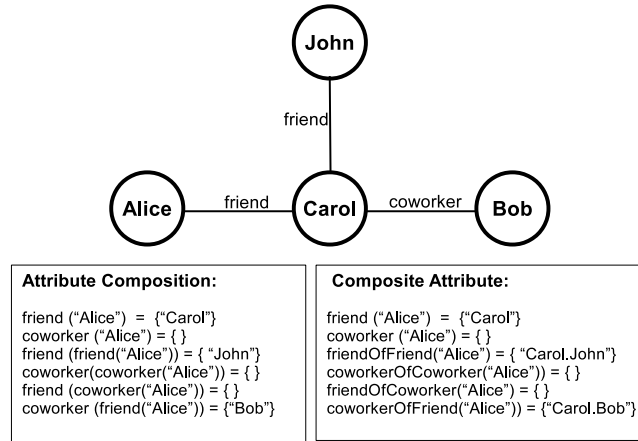 John
friend
Alice
friend
Carol
coworker
Bob
Attribute Composition:
friend (“Alice”)  = {“Carol”}
coworker (“Alice”) = { }
friend (friend(“Alice”)) = { “John”}
coworker(coworker(“Alice”)) = { }
friend (coworker(“Alice”)) = { }
coworker (friend(“Alice”)) = {“Bob”}
Composite Attribute:
friend (“Alice”)  = {“Carol”}
coworker (“Alice”) = { }
friendOfFriend(“Alice”) = { “Carol.John”}
coworkerOfCoworker(“Alice”)) = { }
friendOfCoworker(“Alice”) = { }
coworkerOfFriend(“Alice”)) = {“Carol.Bob”}